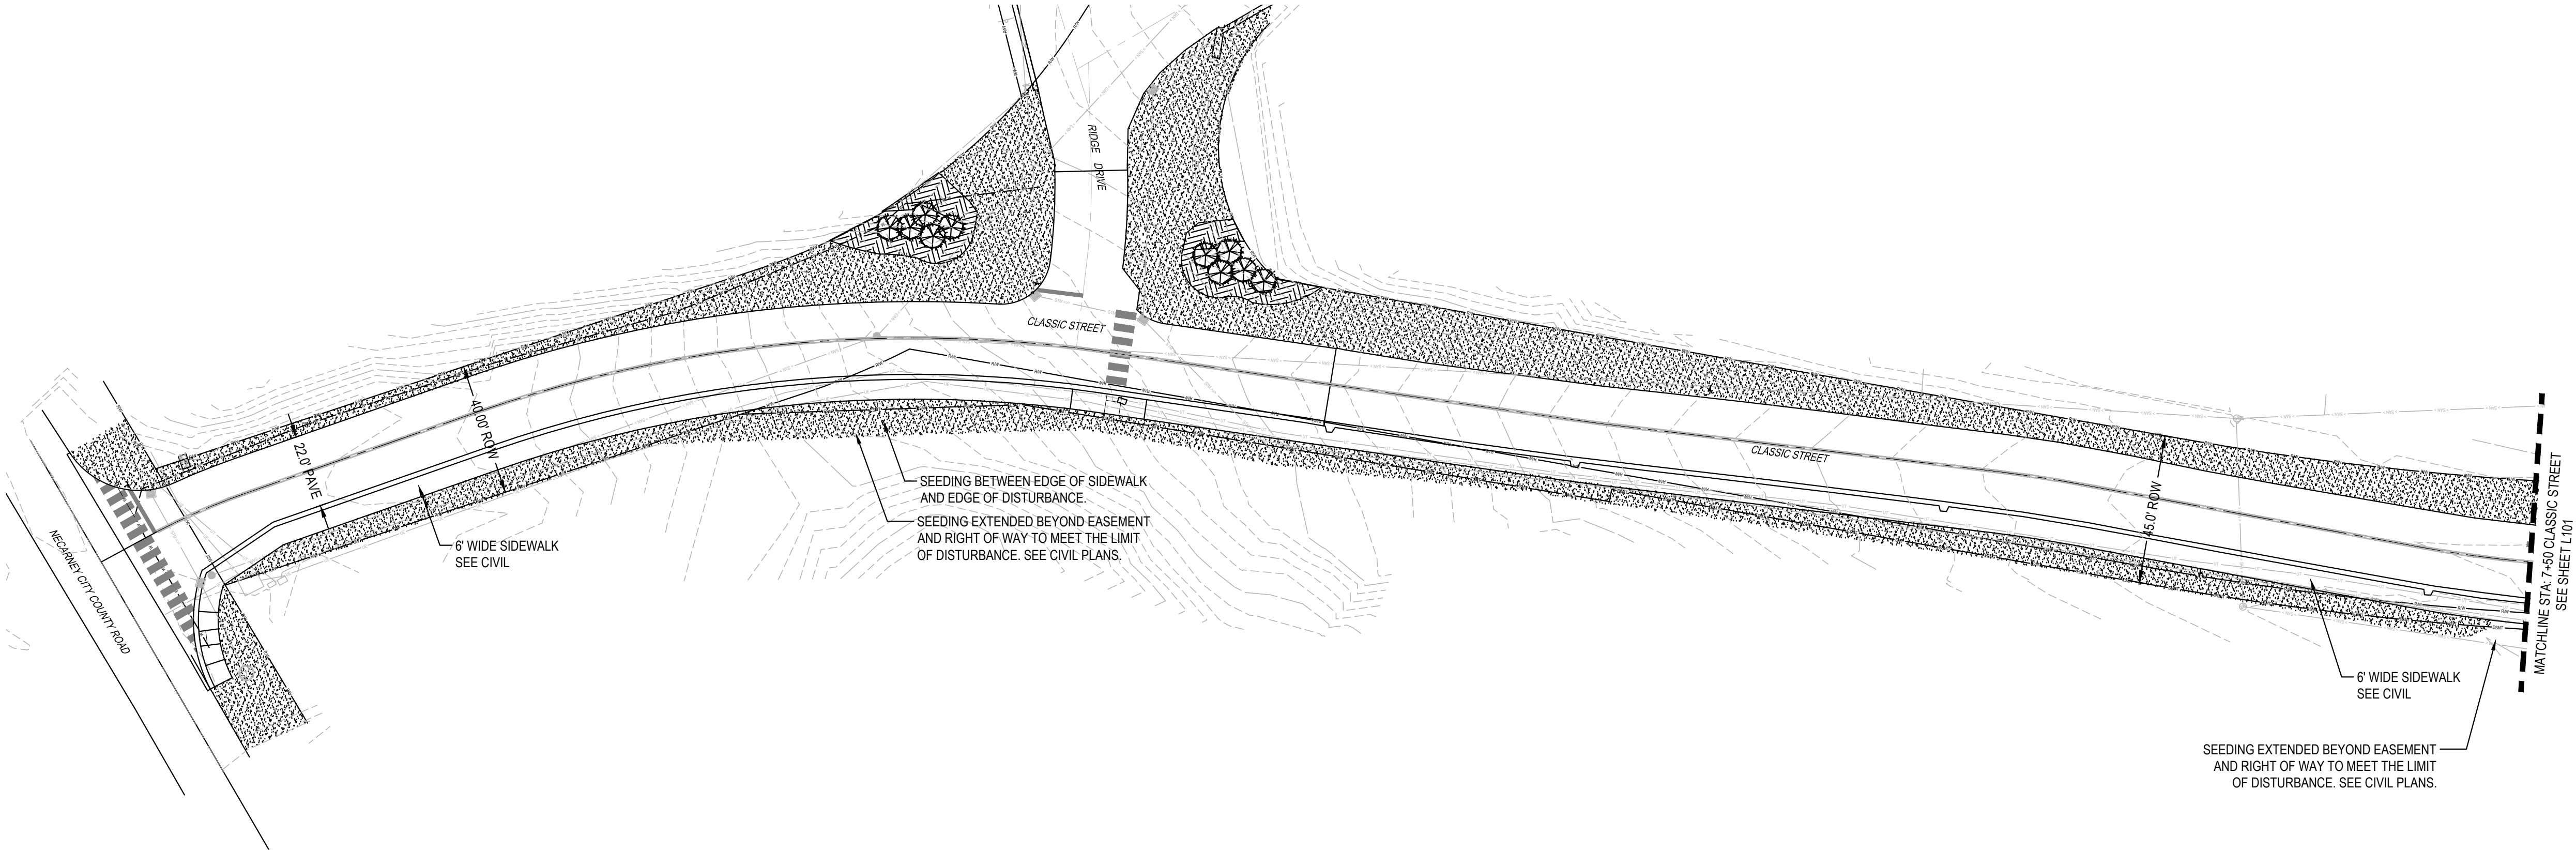 RIDGE DRIVE
CLASSIC STREET
40.00' ROW
22.0' PAVE
CLASSIC STREET
45.0' ROW
NECARNEY CITY COUNTY ROAD
6' WIDE SIDEWALK
SEE CIVIL
SEEDING BETWEEN EDGE OF SIDEWALK
AND EDGE OF DISTURBANCE.
SEEDING EXTENDED BEYOND EASEMENT
AND RIGHT OF WAY TO MEET THE LIMIT
OF DISTURBANCE. SEE CIVIL PLANS.
MATCHLINE STA: 7+50 CLASSIC STREET
SEE SHEET L101
6' WIDE SIDEWALK
SEE CIVIL
SEEDING EXTENDED BEYOND EASEMENT
AND RIGHT OF WAY TO MEET THE LIMIT
OF DISTURBANCE. SEE CIVIL PLANS.